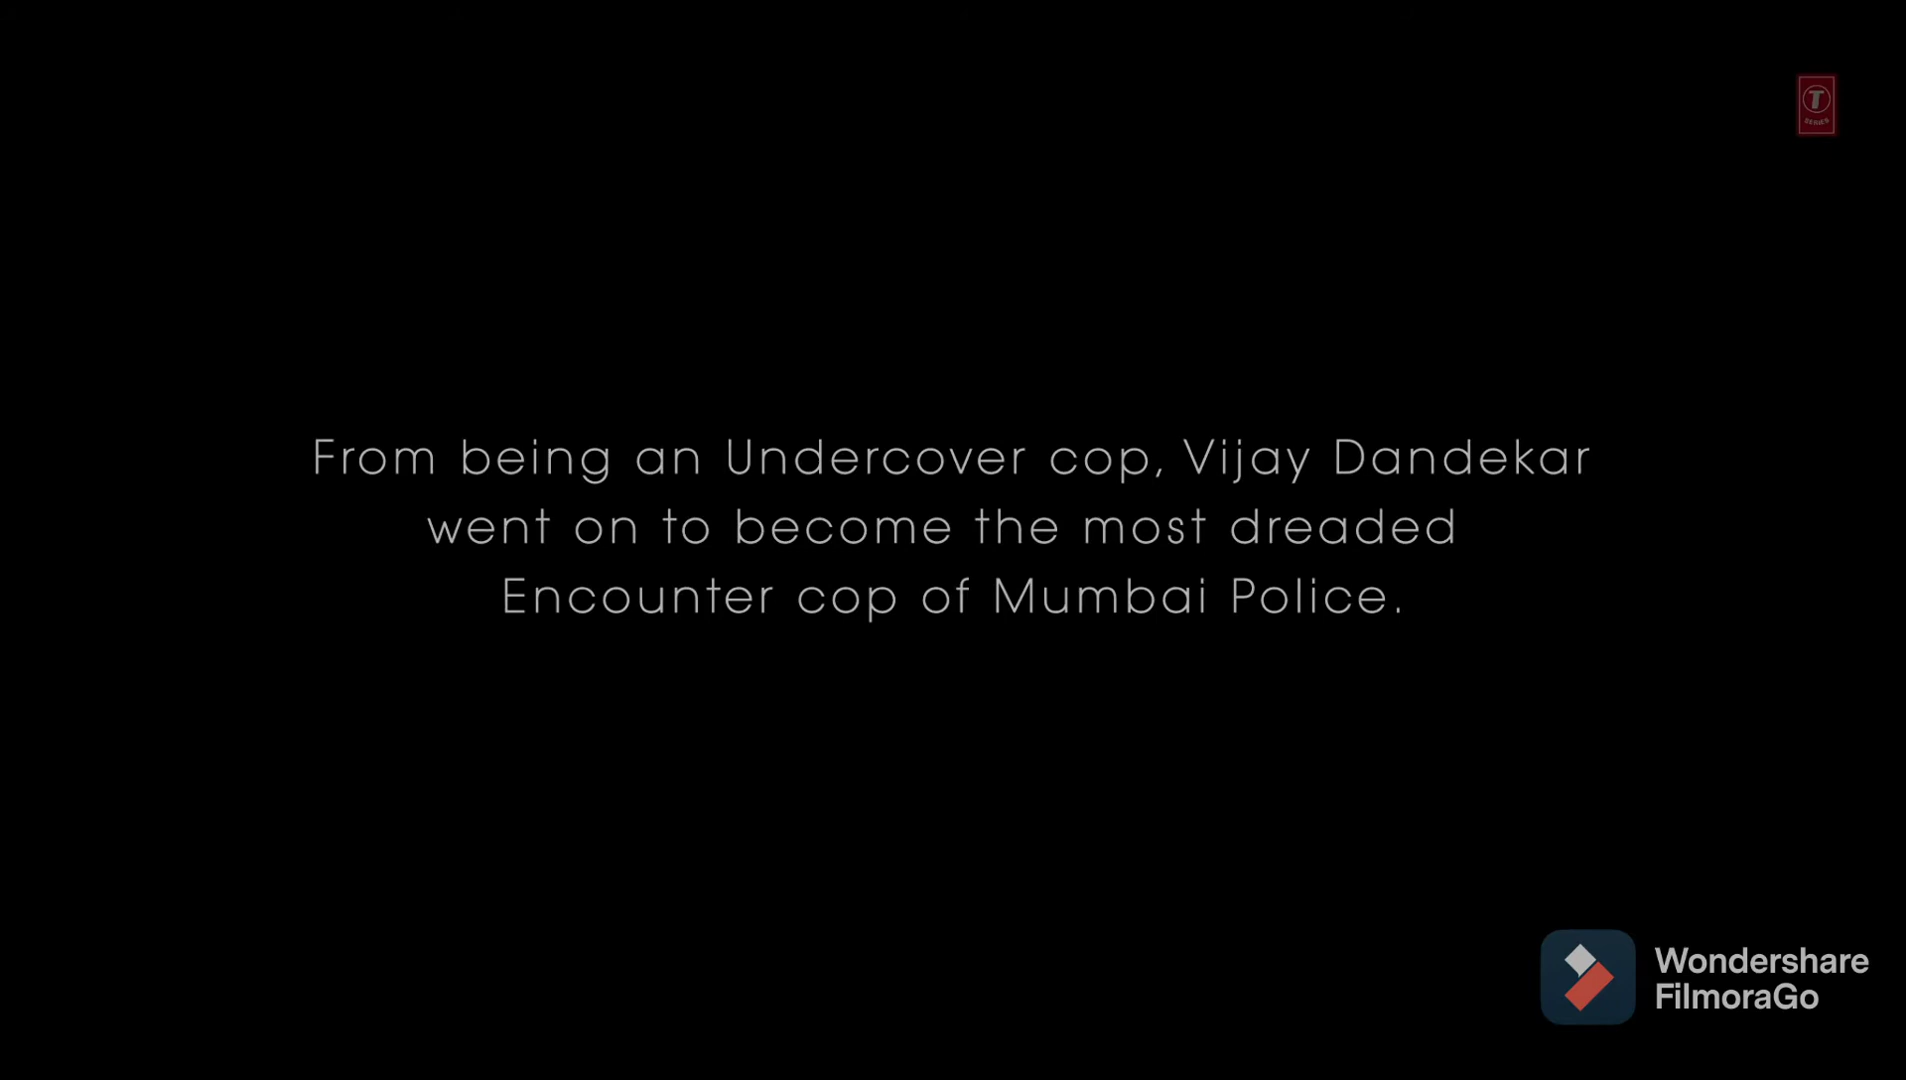 T
SERIES
From being an Undercover cop, Vijay Dandekar
went on to become the most dreaded
Encounter cop of Mumbai Police.
Wondershare
FilmoraGo